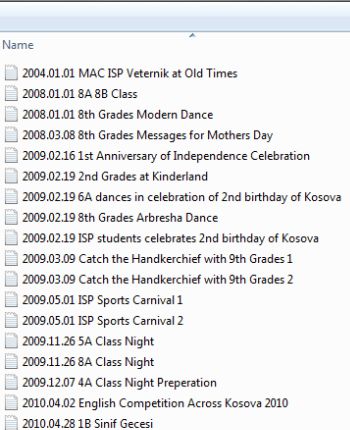 Name
2004.01.01 MAC ISP Veternik at Old Times
2008.01.01 8A 8B Class
2008.01.01 8th Grades Modern Dance
2008.03.08 8th Grades Messages for Mothers Day
2009.02.16 1st Anniversary of Independence Celebration
2009.02.19 2nd Grades at Kinderland
2009.02.19 6A dances in celebration of 2nd birthday of Kosova
2009.02.19 8th Grades Arbresha Dance
2009.02.19 ISP students celebrates 2nd birthday of Kosova
2009.03.09 Catch the Handkerchief with 9th Grades 1
2009.03.09 Catch the Handkerchief with 9th Grades 2
2009.05.01 ISP Sports Carnival 1
2009.05.01 ISP Sports Carnival 2
2009.11.26 5A Class Night
2009.11.26 8A Class Night
2009.12.07 4A Class Night Preperation
2010.04.02 English Competition Across Kosova 2010
2010.04.28 1B Sinif Gecesi